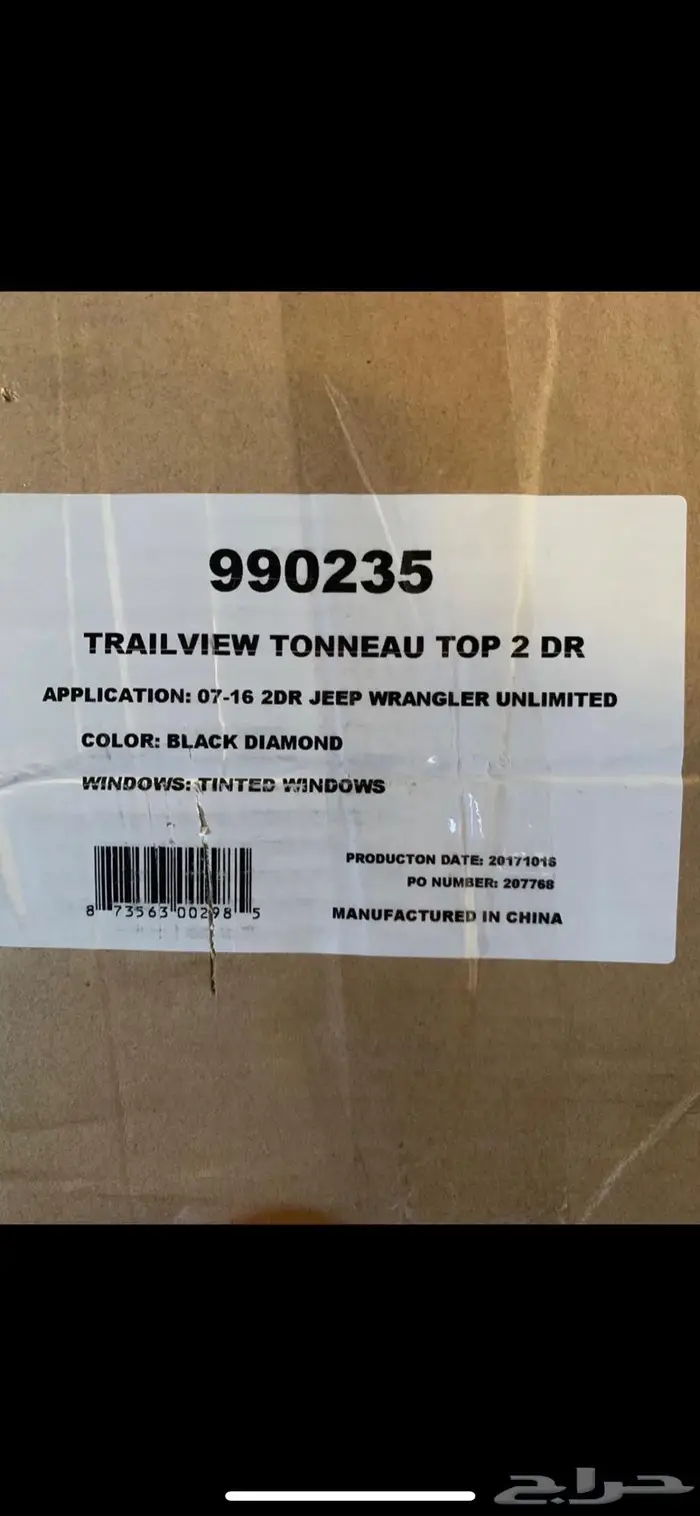 990235
TRAILVIEW TONNEAU TOP 2 DR
APPLICATION: 07-16 2DR JEEP WRANGLER UNLIMITED
COLOR: BLACK DIAMOND
WINDOWS: TINTED WINDOWS
PRODUCTON DATE: 20171016
PO NUMBER: 207768
8 73563 00298 5
MANUFACTURED IN CHINA
حراج